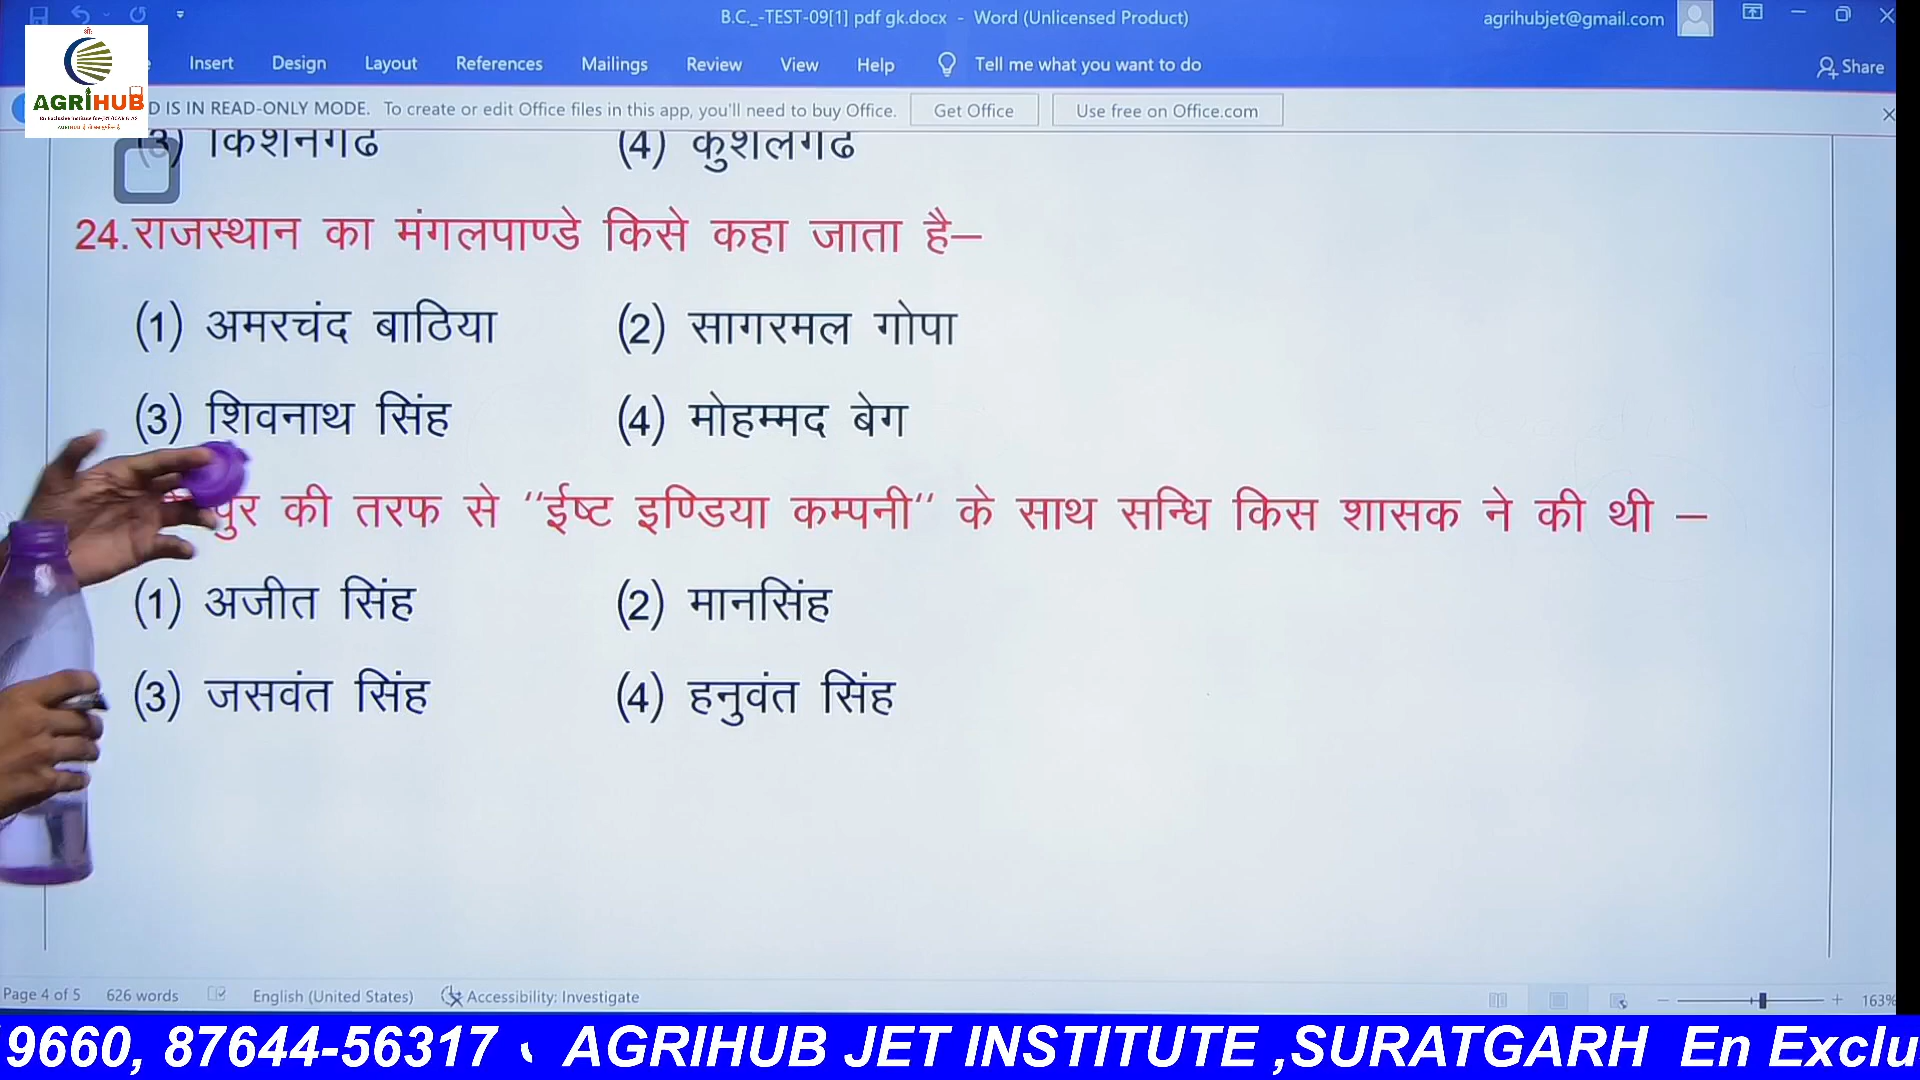 B.C._-TEST-09[1] pdf gk.docx - Word (Unlicensed Product)
agrihubjet@gmail.com
Insert Design Layout References Mailings Review View Help Tell me what you want to do
Share
AGRIHUB
D IS IN READ-ONLY MODE. To create or edit Office files in this app, you'll need to buy Office. Get Office Use free on Office.com
(3) किशनगढ (4) कुशलगढ
24. राजस्थान का मंगलपाण्डे किसे कहा जाता है–
(1) अमरचंद बाठिया (2) सागरमल गोपा
(3) शिवनाथ सिंह (4) मोहम्मद बेग
पुर की तरफ से "ईष्ट इण्डिया कम्पनी" के साथ सन्धि किस शासक ने की थी –
(1) अजीत सिंह (2) मानसिंह
(3) जसवंत सिंह (4) हनुवंत सिंह
Page 4 of 5 626 words English (United States) Accessibility: Investigate
163%
9660, 87644-56317 AGRIHUB JET INSTITUTE ,SURATGARH En Exclu